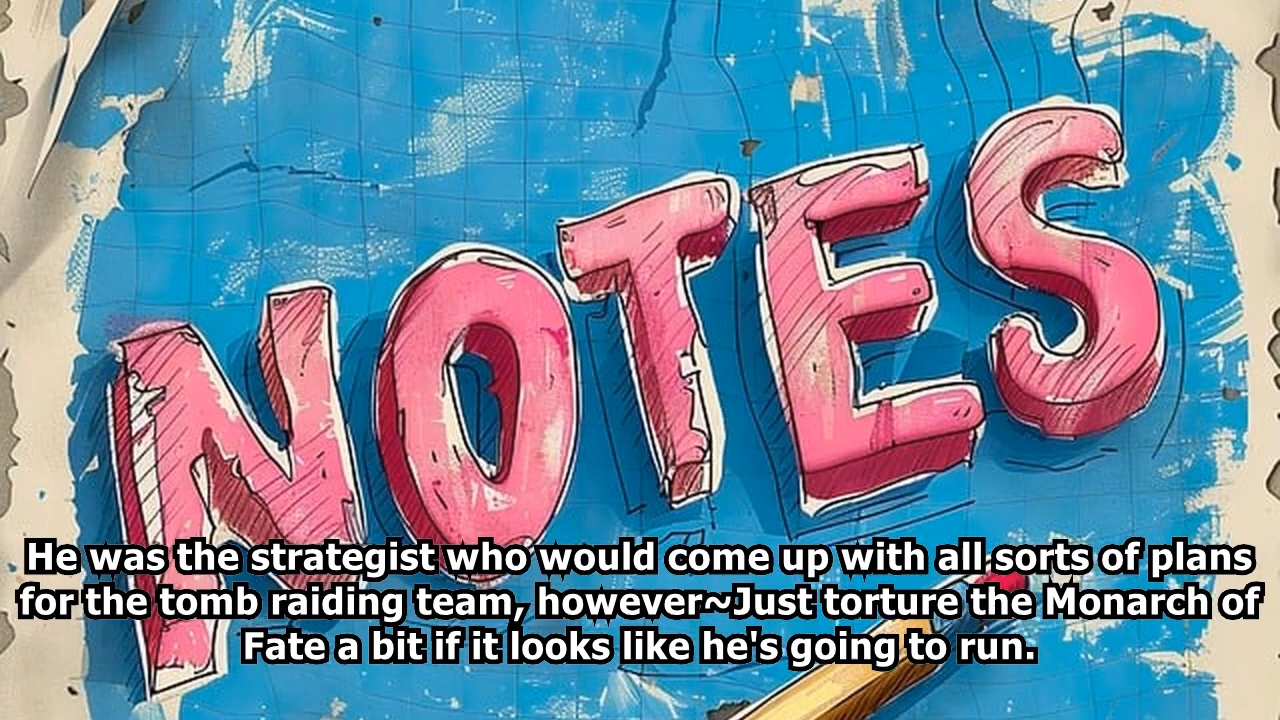 NOTES
He was the strategist who would come up with all sorts of plans
for the tomb raiding team, however~Just torture the Monarch of
Fate a bit if it looks like he's going to run.